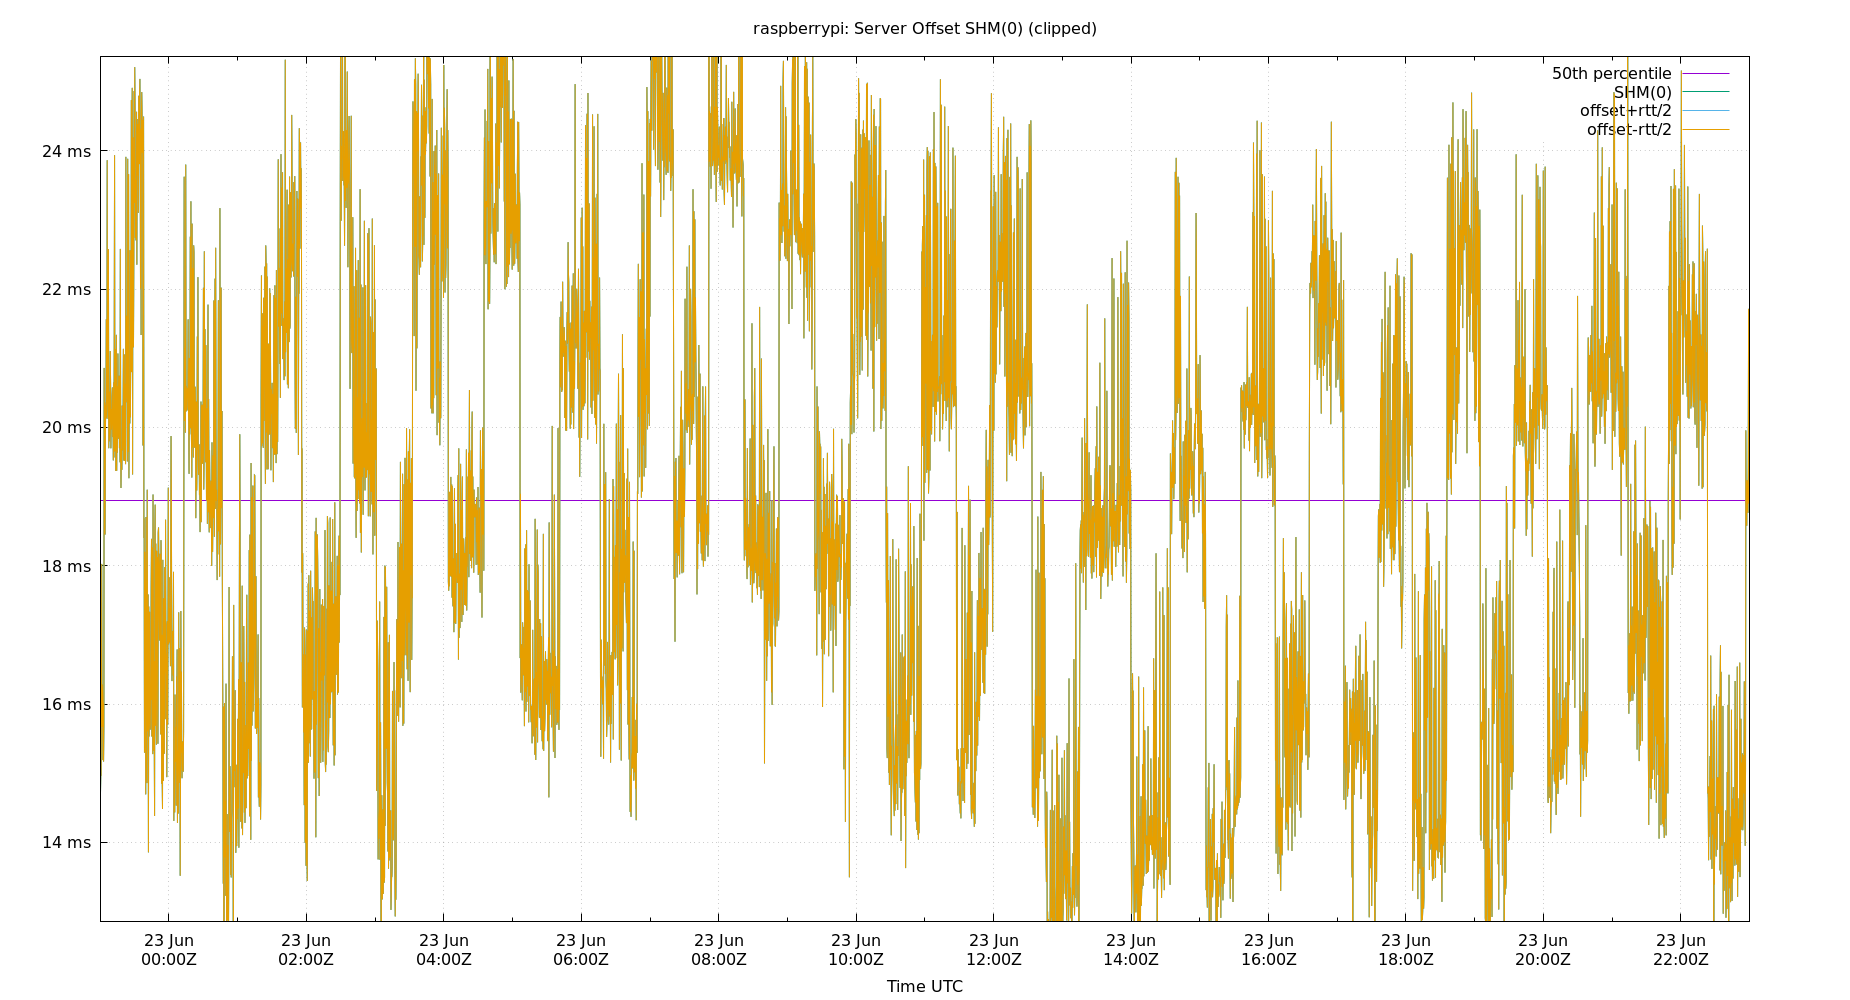 raspberrypi: Server Offset SHM(0) (clipped)
50th percentile
SHM(0)
offset+rtt/2
offset-rtt/2
24 ms
22 ms
20 ms
18 ms
16 ms
14 ms
23 Jun 23 Jun 23 Jun 23 Jun 23 Jun 23 Jun 23 Jun 23 Jun 23 Jun 23 Jun 23 Jun 23 Jun
00:00Z 02:00Z 04:00Z 06:00Z 08:00Z 10:00Z 12:00Z 14:00Z 16:00Z 18:00Z 20:00Z 22:00Z
Time UTC